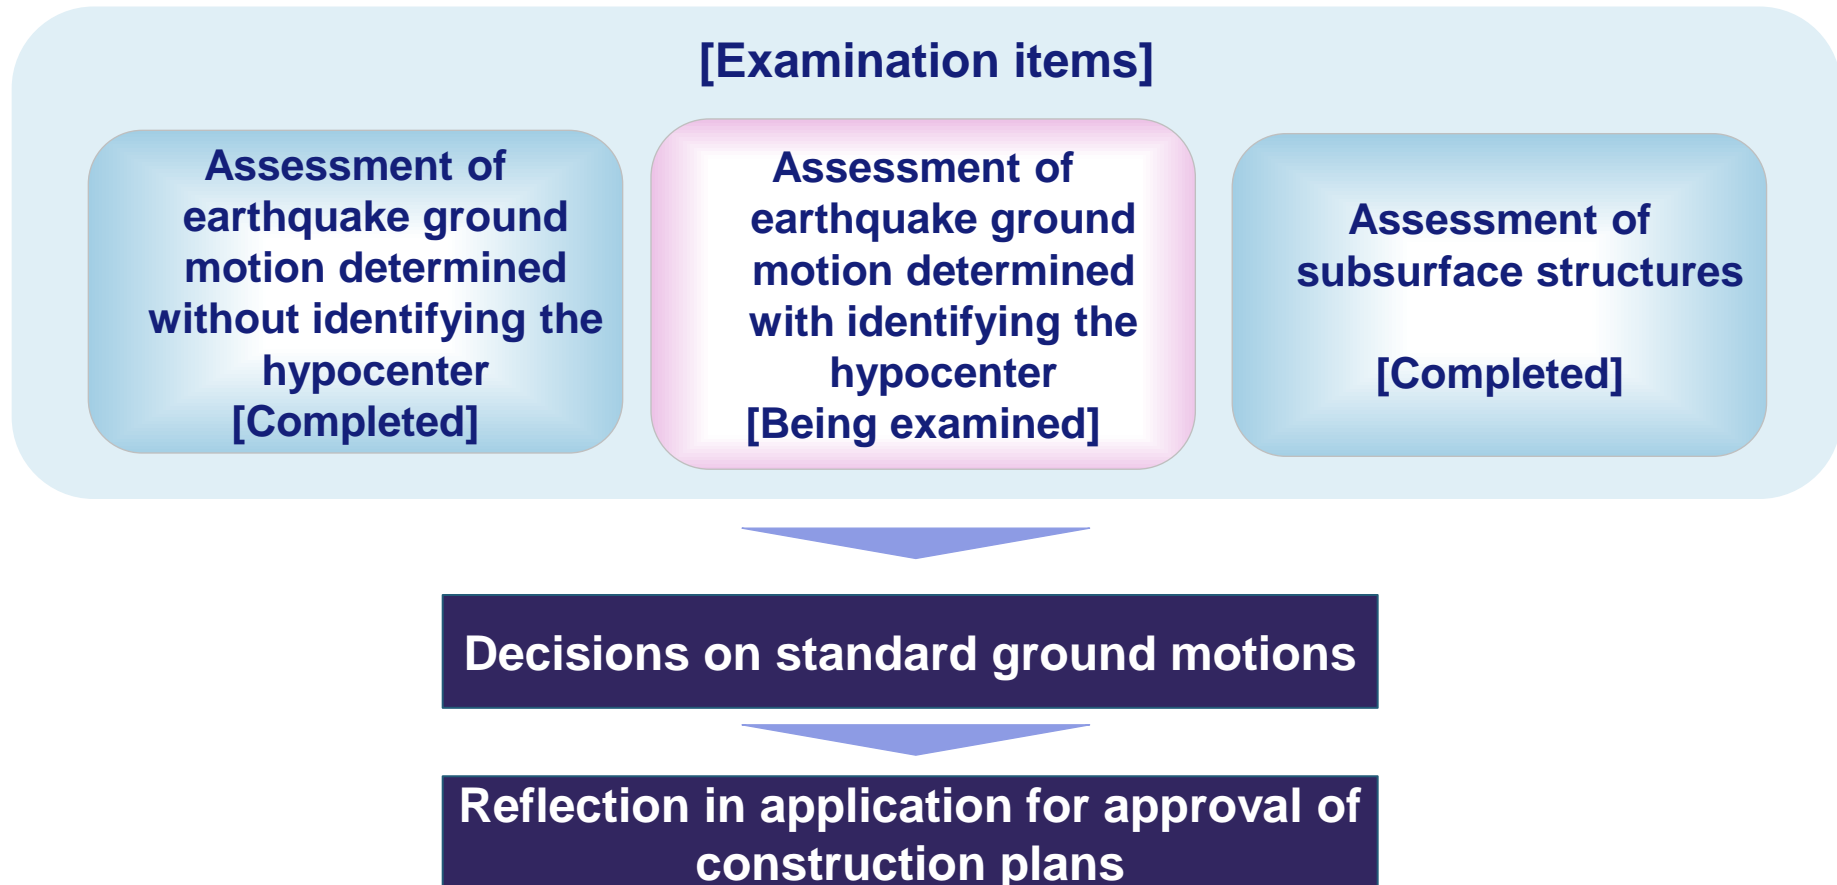 [Examination items]
Assessment of
earthquake ground
motion determined
without identifying the
hypocenter
[Completed]
Assessment of
earthquake ground
motion determined
with identifying the
hypocenter
[Being examined]
Assessment of
subsurface structures
[Completed]
Decisions on standard ground motions
Reflection in application for approval of
construction plans